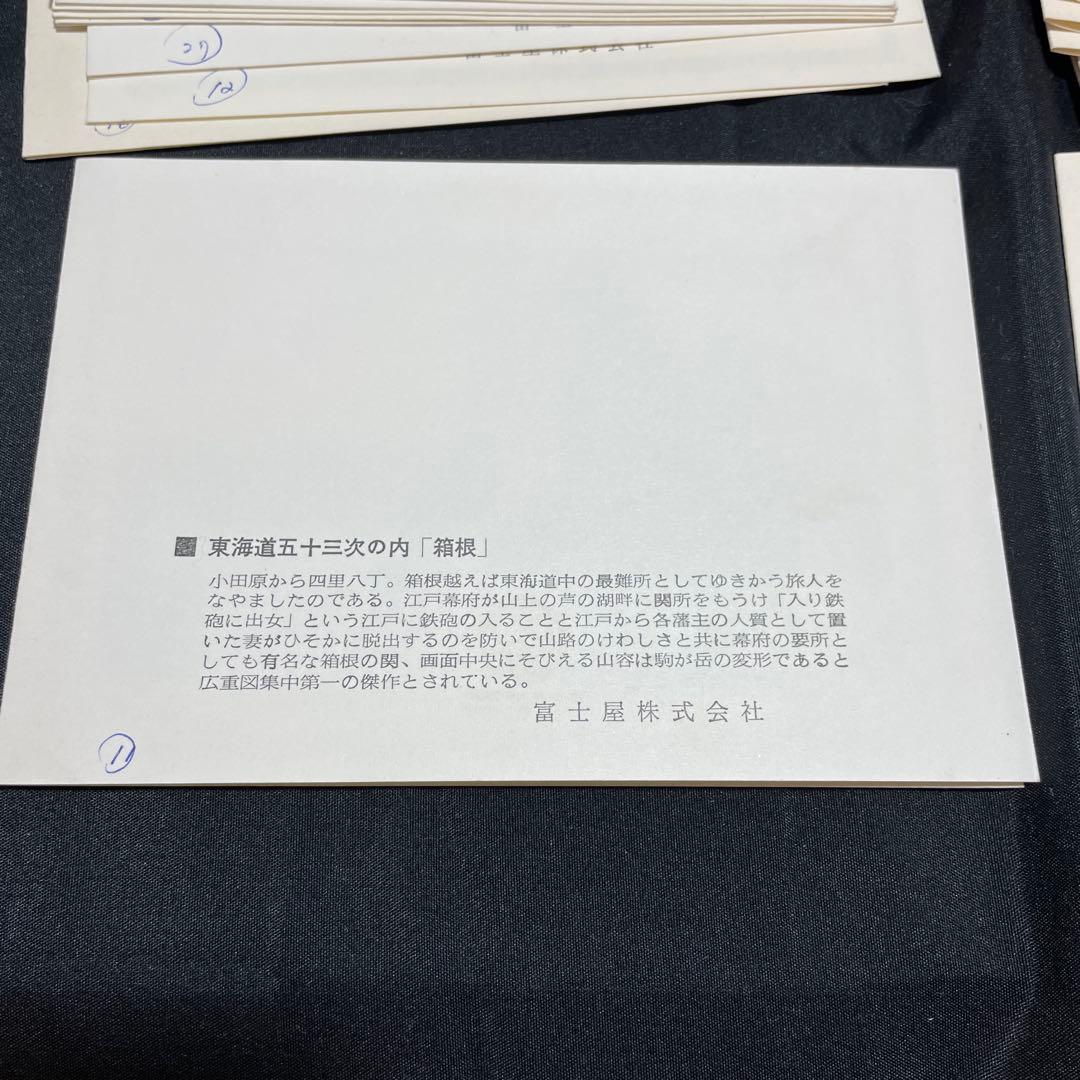 27
富士屋株式会社
12
東海道五十三次の内「箱根」
小田原から四里八丁。箱根越えば東海道中の最難所としてゆきかう旅人を
なやましたのである。江戸幕府が山上の芦の湖畔に関所をもうけ「入り鉄
砲に出女」という江戸に鉄砲の入ることと江戸から各藩主の人質として置
いた妻がひそかに脱出するのを防いで山路のけわしさと共に幕府の要所と
しても有名な箱根の関、画面中央にそびえる山容は駒が岳の変形であると
広重図集中第一の傑作とされている。
富士屋株式会社
11